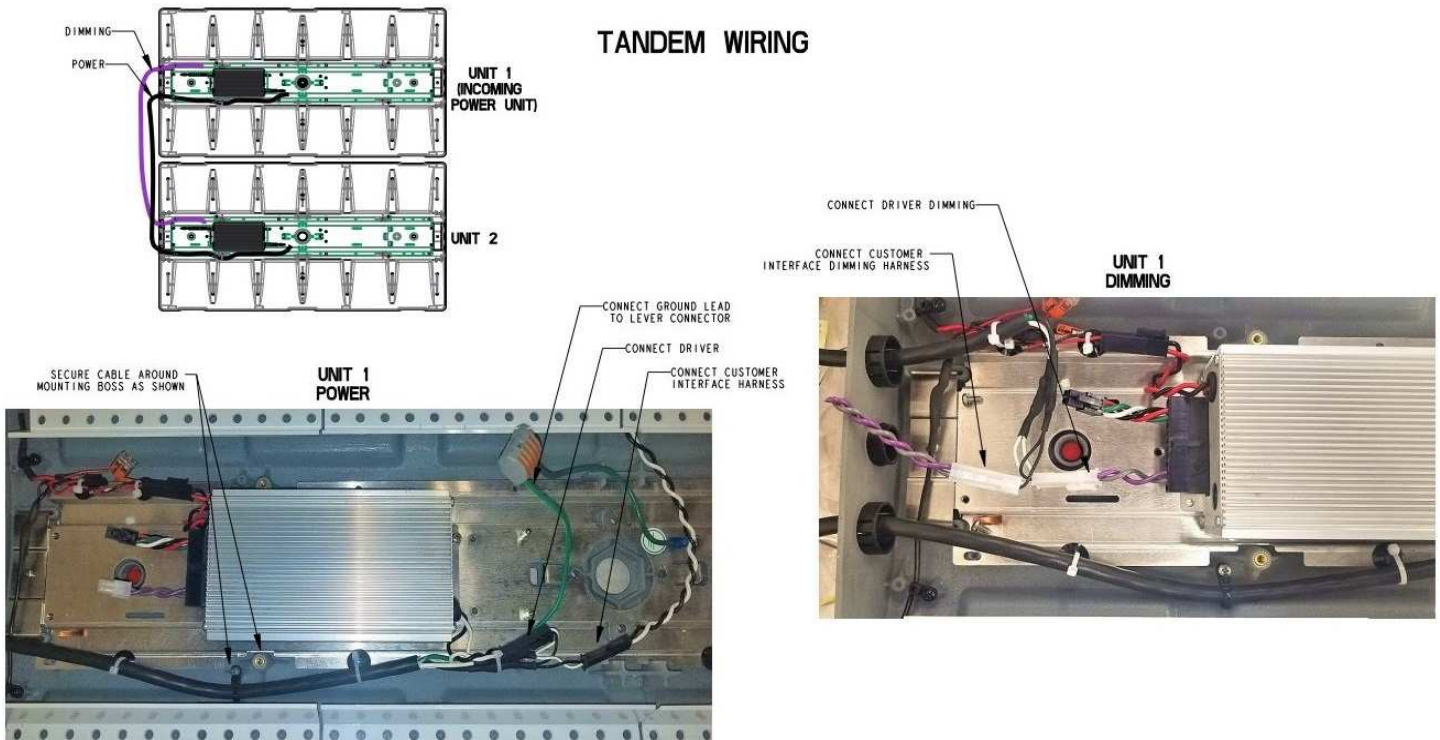 TANDEM WIRING
DIMMING
POWER
UNIT 1
(INCOMING
POWER UNIT)
UNIT 2
CONNECT DRIVER DIMMING
CONNECT CUSTOMER
INTERFACE DIMMING HARNESS
UNIT 1
DIMMING
CONNECT GROUND LEAD
TO LEVER CONNECTOR
CONNECT DRIVER
CONNECT CUSTOMER
INTERFACE HARNESS
SECURE CABLE AROUND
MOUNTING BOSS AS SHOWN
UNIT 1
POWER